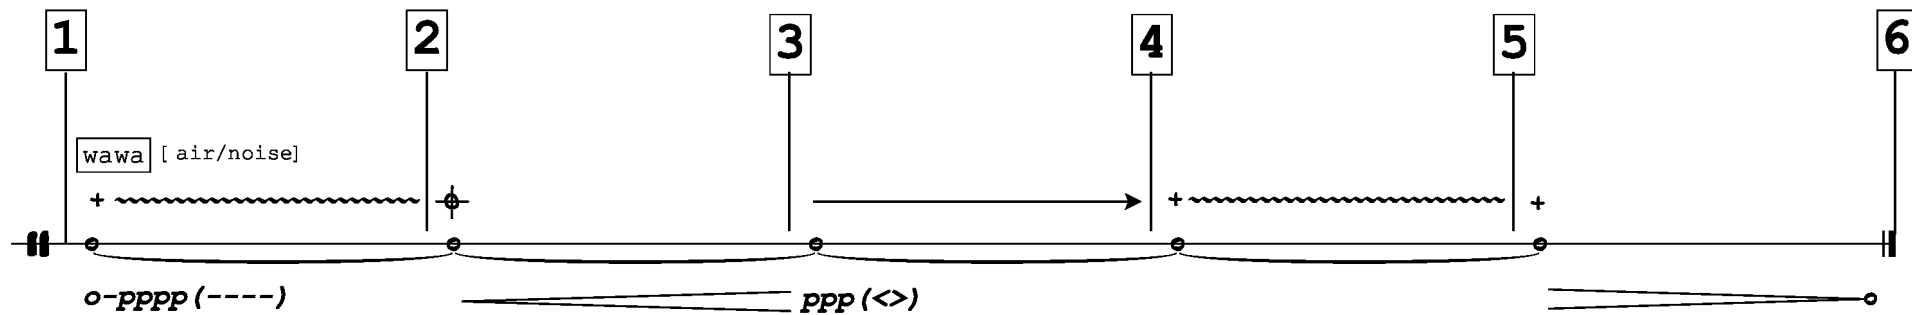 1 2 3 4 5 6
wawa [ air/noise]
o-pppp(----) ppp(<>)